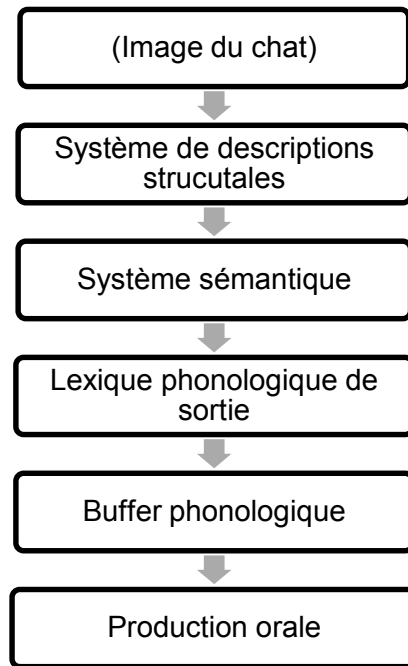 (Image du chat)
Système de descriptions
strucutales
Système sémantique
Lexique phonologique de
sortie
Buffer phonologique
Production orale